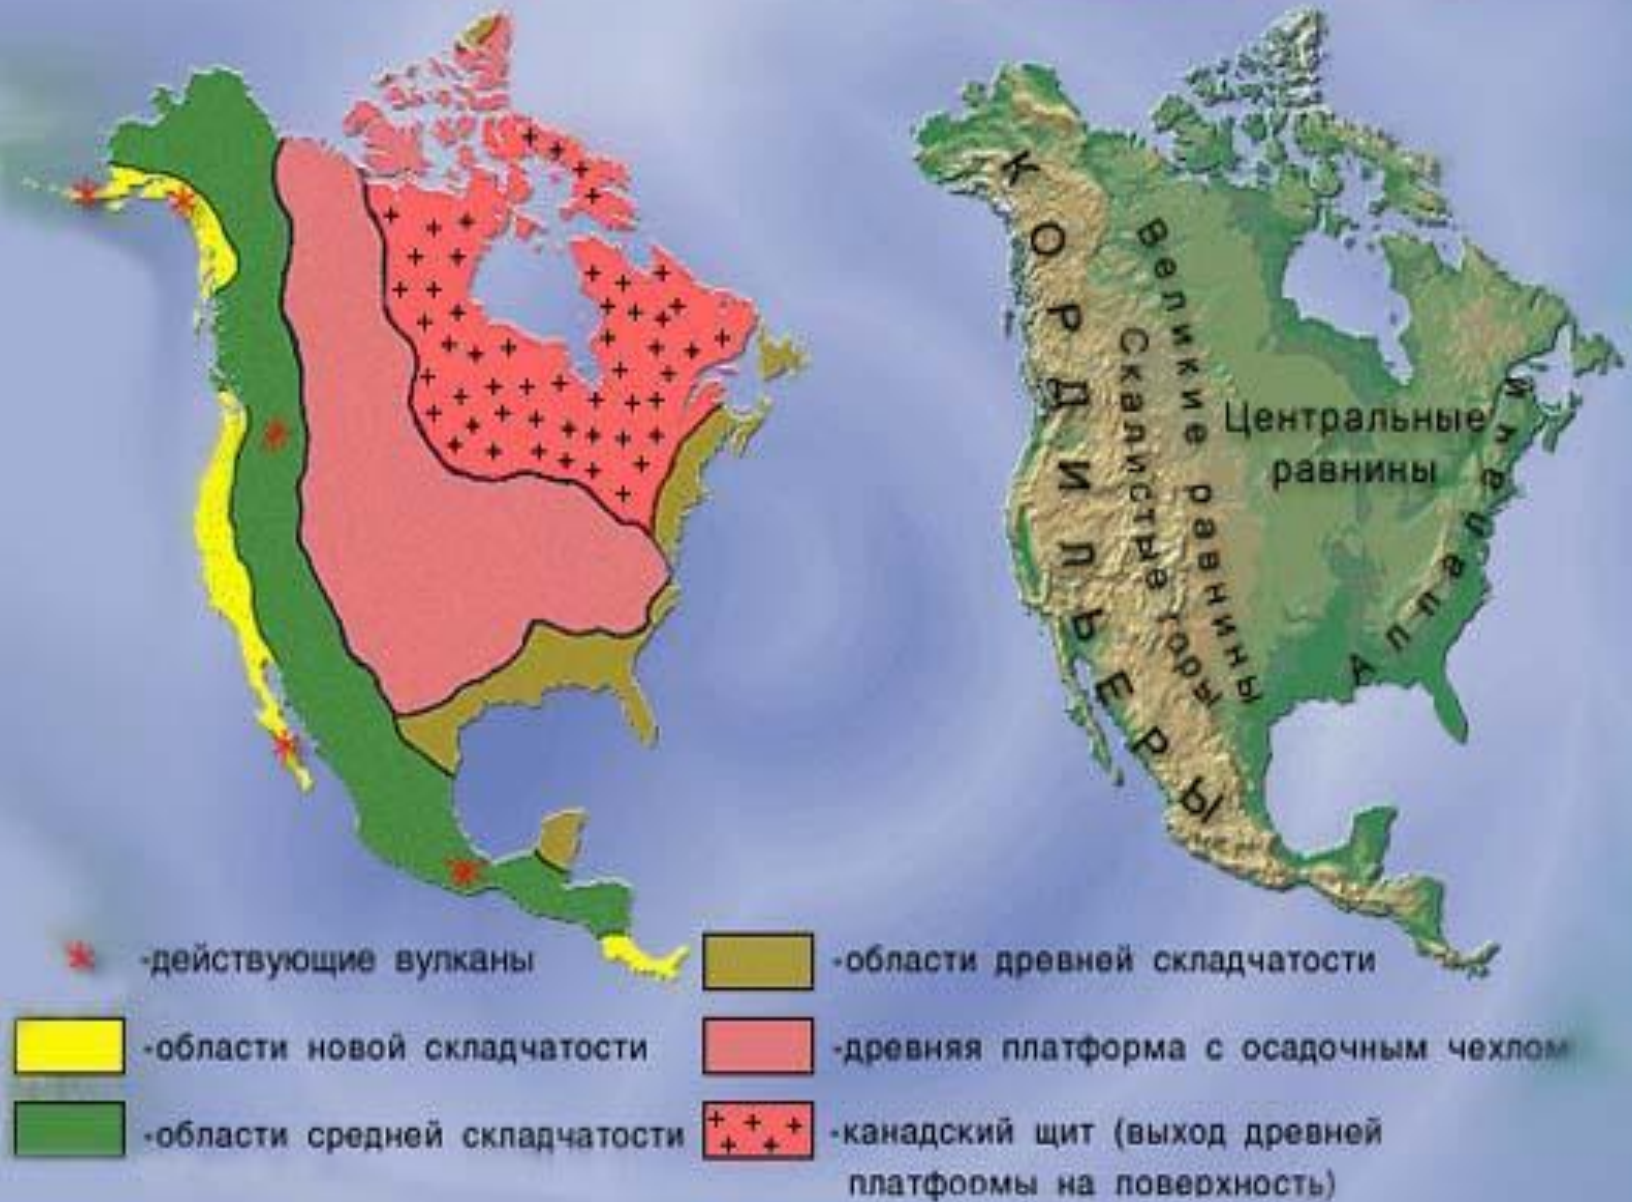 КОРДИЛЬЕРЫ
Скалистые горы
Великие равнины
Центральные
равнины
Аппалачи
-действующие вулканы
-области новой складчатости
-области средней складчатости
-области древней складчатости
-древняя платформа с осадочным чехлом
-канадский щит (выход древней
платформы на поверхность)